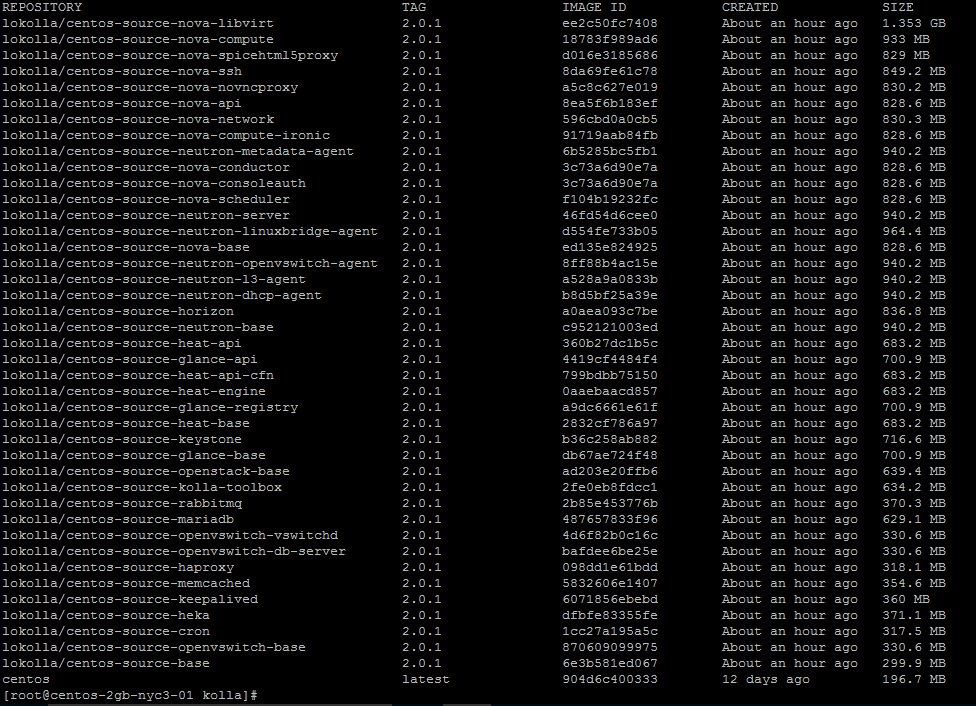 REPOSITORY TAG IMAGE ID CREATED SIZE
lokolla/centos-source-nova-libvirt 2.0.1 ee2c50fc7408 About an hour ago 1.353 GB
lokolla/centos-source-nova-compute 2.0.1 18783f989ad6 About an hour ago 933 MB
lokolla/centos-source-nova-spicehtml5proxy 2.0.1 d016e3185686 About an hour ago 829 MB
lokolla/centos-source-nova-ssh 2.0.1 8da69fe61c78 About an hour ago 849.2 MB
lokolla/centos-source-nova-novncproxy 2.0.1 a5c8c627e019 About an hour ago 830.2 MB
lokolla/centos-source-nova-api 2.0.1 8ea5f6b183ef About an hour ago 828.6 MB
lokolla/centos-source-nova-network 2.0.1 596cbd0a0cb5 About an hour ago 830.3 MB
lokolla/centos-source-nova-compute-ironic 2.0.1 91719aab84fb About an hour ago 828.6 MB
lokolla/centos-source-neutron-metadata-agent 2.0.1 6b5285bc5fb1 About an hour ago 940.2 MB
lokolla/centos-source-nova-conductor 2.0.1 3c73a6d90e7a About an hour ago 828.6 MB
lokolla/centos-source-nova-consoleauth 2.0.1 3c73a6d90e7a About an hour ago 828.6 MB
lokolla/centos-source-nova-scheduler 2.0.1 f104b19232fc About an hour ago 828.6 MB
lokolla/centos-source-neutron-server 2.0.1 46fd54d6cee0 About an hour ago 940.2 MB
lokolla/centos-source-neutron-linuxbridge-agent 2.0.1 d554fe733b05 About an hour ago 964.4 MB
lokolla/centos-source-nova-base 2.0.1 ed135e824925 About an hour ago 828.6 MB
lokolla/centos-source-neutron-openvswitch-agent 2.0.1 8ff88b4ac15e About an hour ago 940.2 MB
lokolla/centos-source-neutron-l3-agent 2.0.1 a528a9a0833b About an hour ago 940.2 MB
lokolla/centos-source-neutron-dhcp-agent 2.0.1 b8d5bf25a39e About an hour ago 940.2 MB
lokolla/centos-source-horizon 2.0.1 a0aea093c7be About an hour ago 836.8 MB
lokolla/centos-source-neutron-base 2.0.1 c952121003ed About an hour ago 940.2 MB
lokolla/centos-source-heat-api 2.0.1 360b27dc1b5c About an hour ago 683.2 MB
lokolla/centos-source-glance-api 2.0.1 4419cf4484f4 About an hour ago 700.9 MB
lokolla/centos-source-heat-api-cfn 2.0.1 799bdbb75150 About an hour ago 683.2 MB
lokolla/centos-source-heat-engine 2.0.1 0aaebaacd857 About an hour ago 683.2 MB
lokolla/centos-source-glance-registry 2.0.1 a9dc6661e61f About an hour ago 700.9 MB
lokolla/centos-source-heat-base 2.0.1 2832cf786a97 About an hour ago 683.2 MB
lokolla/centos-source-keystone 2.0.1 b36c258ab882 About an hour ago 716.6 MB
lokolla/centos-source-glance-base 2.0.1 db67ae724f48 About an hour ago 700.9 MB
lokolla/centos-source-openstack-base 2.0.1 ad203e20ffb6 About an hour ago 639.4 MB
lokolla/centos-source-kolla-toolbox 2.0.1 2fe0eb8fdcc1 About an hour ago 634.2 MB
lokolla/centos-source-rabbitmq 2.0.1 2b85e453776b About an hour ago 370.3 MB
lokolla/centos-source-mariadb 2.0.1 487657833f96 About an hour ago 629.1 MB
lokolla/centos-source-openvswitch-vswitchd 2.0.1 4d6f82b0c16c About an hour ago 330.6 MB
lokolla/centos-source-openvswitch-db-server 2.0.1 bafdee6be25e About an hour ago 330.6 MB
lokolla/centos-source-haproxy 2.0.1 098dd1e61bdd About an hour ago 318.1 MB
lokolla/centos-source-memcached 2.0.1 5832606e1407 About an hour ago 354.6 MB
lokolla/centos-source-keepalived 2.0.1 6071856ebebd About an hour ago 360 MB
lokolla/centos-source-heka 2.0.1 dfbfe83355fe About an hour ago 371.1 MB
lokolla/centos-source-cron 2.0.1 1cc27a195a5c About an hour ago 317.5 MB
lokolla/centos-source-openvswitch-base 2.0.1 870609099975 About an hour ago 330.6 MB
lokolla/centos-source-base 2.0.1 6e3b581ed067 About an hour ago 299.9 MB
centos latest 904d6c400333 12 days ago 196.7 MB
[root@centos-2gb-nyc3-01 kolla]#